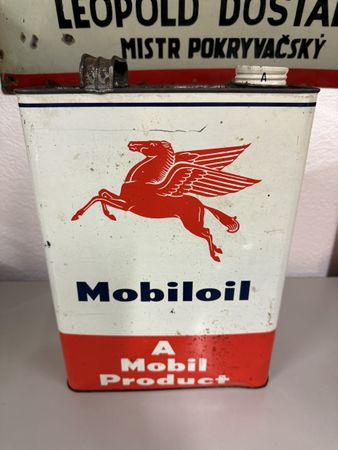 LEOPOLD DOSTA
MISTR POKRYVAČSKÝ
A
Mobiloil
A
Mobil
Product